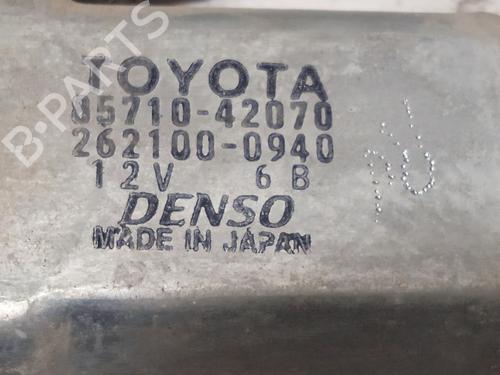 TOYOTA
85710-42070
262100-0940
12V 6B
DENSO
MADE IN JAPAN
B-PARTS